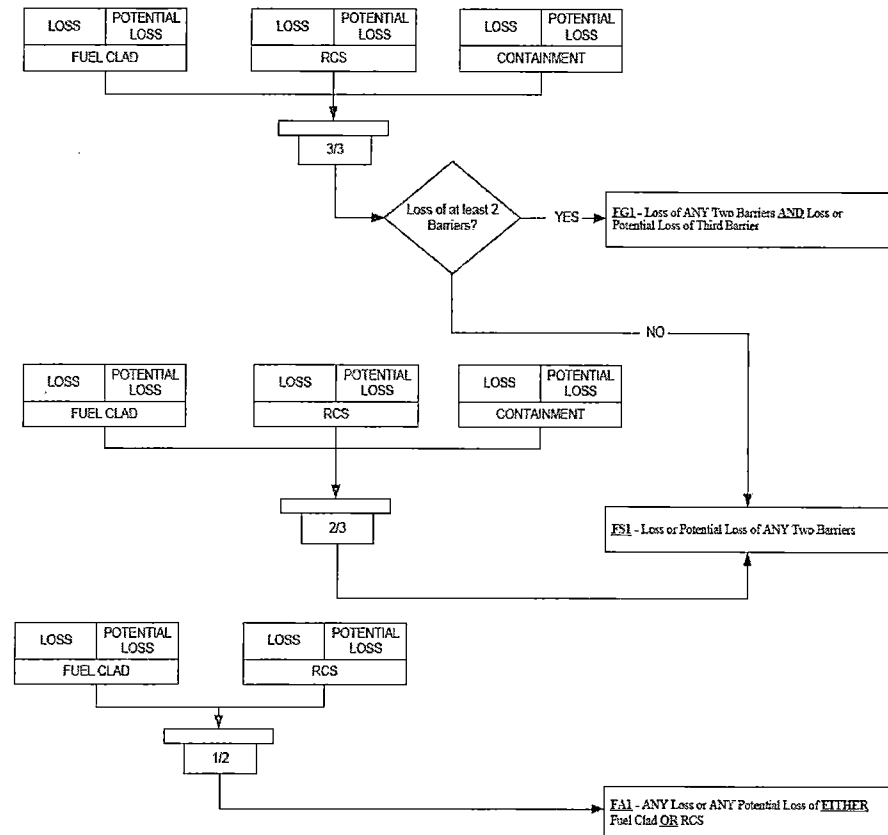 LOSS
POTENTIAL
LOSS
FUEL CLAD
LOSS
POTENTIAL
LOSS
RCS
LOSS
POTENTIAL
LOSS
CONTAINMENT
3/3
Loss of at least 2
Barriers?
YES
FG1 - Loss of ANY Two Barriers AND Loss or
Potential Loss of Third Barrier
NO
LOSS
POTENTIAL
LOSS
FUEL CLAD
LOSS
POTENTIAL
LOSS
RCS
LOSS
POTENTIAL
LOSS
CONTAINMENT
2/3
FS1 - Loss or Potential Loss of ANY Two Barriers
LOSS
POTENTIAL
LOSS
FUEL CLAD
LOSS
POTENTIAL
LOSS
RCS
1/2
FA1 - ANY Loss or ANY Potential Loss of EITHER
Fuel Clad OR RCS